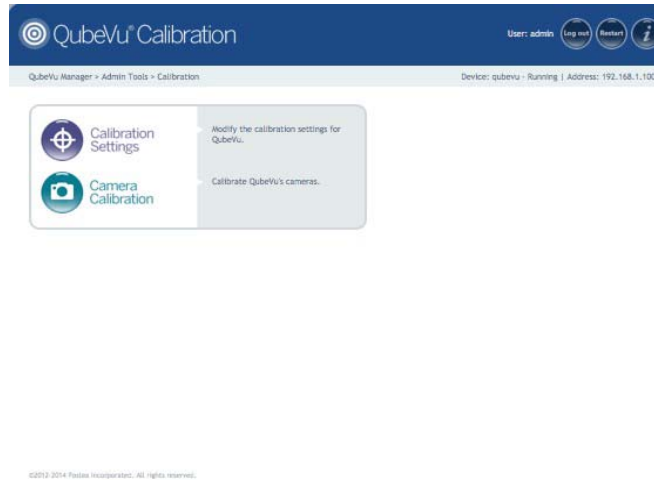 QubeVu® Calibration
User: admin
Log out
Restart
i
QubeVu Manager > Admin Tools > Calibration
Device: qubevu - Running | Address: 192.168.1.100
Calibration
Settings
Modify the calibration settings for
QubeVu.
Camera
Calibration
Calibrate QubeVu's cameras.
©2012-2014 Postea Incorporated. All rights reserved.